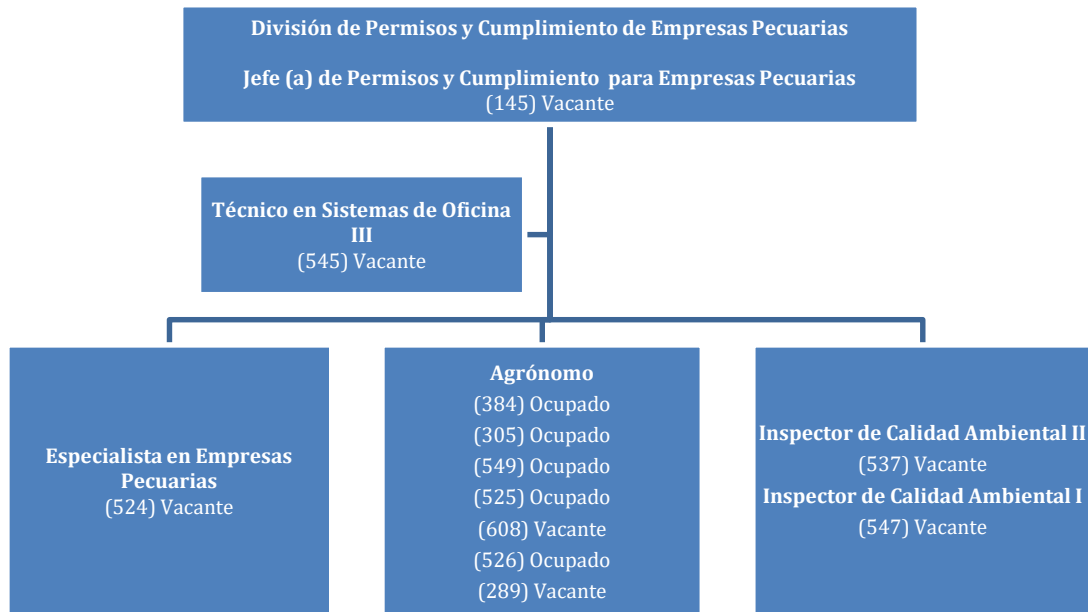 División de Permisos y Cumplimiento de Empresas Pecuarias
Jefe (a) de Permisos y Cumplimiento para Empresas Pecuarias
(145) Vacante
Técnico en Sistemas de Oficina
III
(545) Vacante
Especialista en Empresas
Pecuarias
(524) Vacante
Agrónomo
(384) Ocupado
(305) Ocupado
(549) Ocupado
(525) Ocupado
(608) Vacante
(526) Ocupado
(289) Vacante
Inspector de Calidad Ambiental II
(537) Vacante
Inspector de Calidad Ambiental I
(547) Vacante